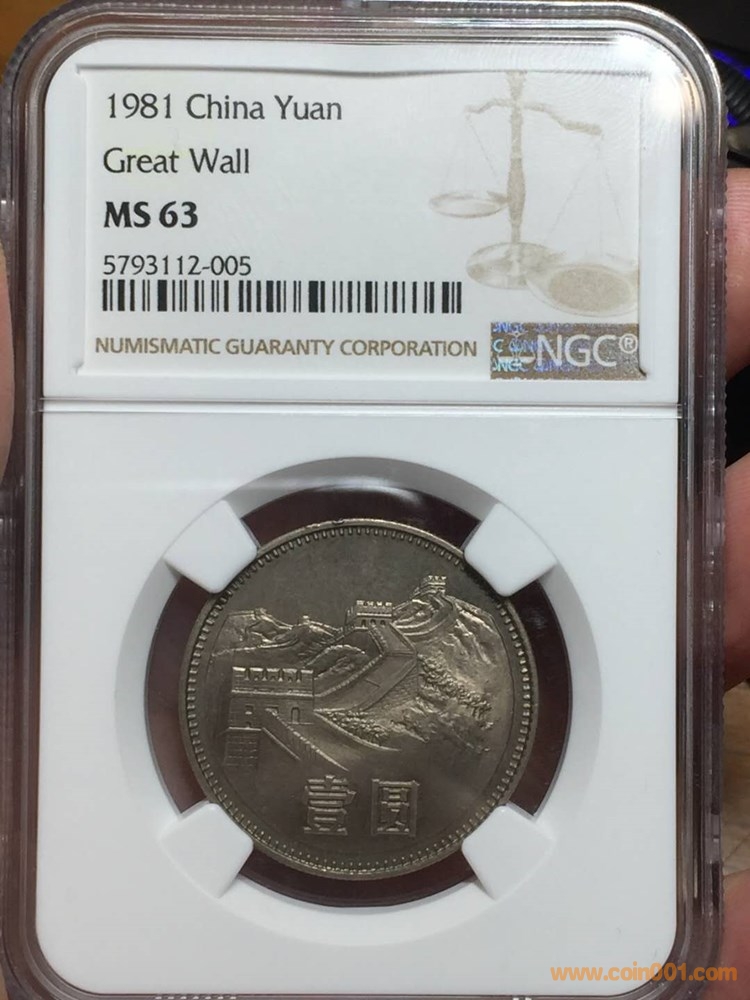 1981 China Yuan
Great Wall
MS 63
5793112-005
NUMISMATIC GUARANTY CORPORATION
NGC®
壹圆
www.coin001.com